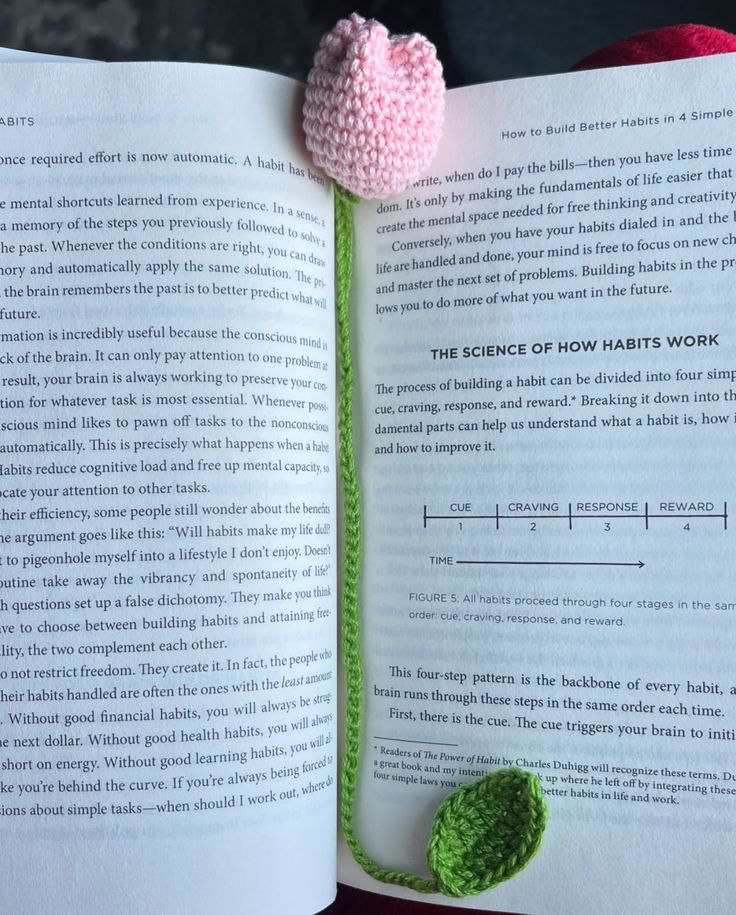 ABITS
once required effort is now automatic. A habit has been
e mental shortcuts learned from experience. In a sense, a
a memory of the steps you previously followed to solve a
he past. Whenever the conditions are right, you can draw
nory and automatically apply the same solution. The pri-
the brain remembers the past is to better predict what will
future.
rmation is incredibly useful because the conscious mind is
ck of the brain. It can only pay attention to one problem at
result, your brain is always working to preserve your con-
tion for whatever task is most essential. Whenever possi-
scious mind likes to pawn off tasks to the nonconscious
automatically. This is precisely what happens when a habit
Habits reduce cognitive load and free up mental capacity, so
ocate your attention to other tasks.
their efficiency, some people still wonder about the benefits
ne argument goes like this: “Will habits make my life dull?
t to pigeonhole myself into a lifestyle I don’t enjoy. Doesn’t
outine take away the vibrancy and spontaneity of life?”
h questions set up a false dichotomy. They make you think
ve to choose between building habits and attaining free-
lity, the two complement each other.
o not restrict freedom. They create it. In fact, the people who
heir habits handled are often the ones with the least amount
. Without good financial habits, you will always be strug-
e next dollar. Without good health habits, you will always
short on energy. Without good learning habits, you will al-
ke you’re behind the curve. If you’re always being forced to
sions about simple tasks—when should I work out, where do
How to Build Better Habits in 4 Simple
write, when do I pay the bills—then you have less time
dom. It’s only by making the fundamentals of life easier that
create the mental space needed for free thinking and creativity
Conversely, when you have your habits dialed in and the b
life are handled and done, your mind is free to focus on new ch
and master the next set of problems. Building habits in the pr
lows you to do more of what you want in the future.
THE SCIENCE OF HOW HABITS WORK
The process of building a habit can be divided into four simp
cue, craving, response, and reward.* Breaking it down into th
damental parts can help us understand what a habit is, how i
and how to improve it.
CUE CRAVING RESPONSE REWARD
1 2 3 4
TIME
FIGURE 5: All habits proceed through four stages in the sam
order: cue, craving, response, and reward.
This four-step pattern is the backbone of every habit, a
brain runs through these steps in the same order each time.
First, there is the cue. The cue triggers your brain to initi
* Readers of The Power of Habit by Charles Duhigg will recognize these terms. Du
a great book and my intenti k up where he left off by integrating these
four simple laws you c better habits in life and work.